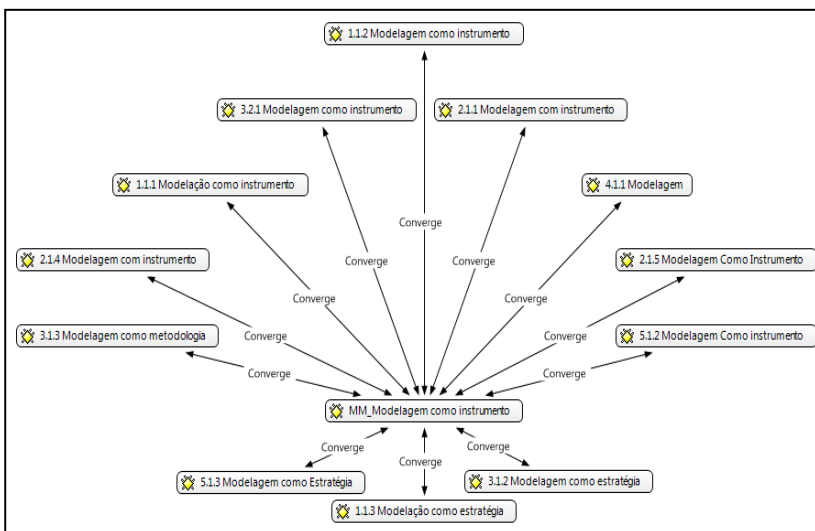 1.1.2 Modelagem como instrumento
3.2.1 Modelagem como instrumento
2.1.1 Modelagem com instrumento
1.1.1 Modelação como instrumento
4.1.1 Modelagem
Converge
2.1.4 Modelagem com instrumento
Converge
Converge
2.1.5 Modelagem Como Instrumento
Converge
Converge
3.1.3 Modelagem como metodologia
Converge
Converge
5.1.2 Modelagem Como instrumento
Converge
Converge
MM_Modelagem como instrumento
Converge
Converge
Converge
5.1.3 Modelagem como Estratégia
3.1.2 Modelagem como estratégia
1.1.3 Modelação como estratégia